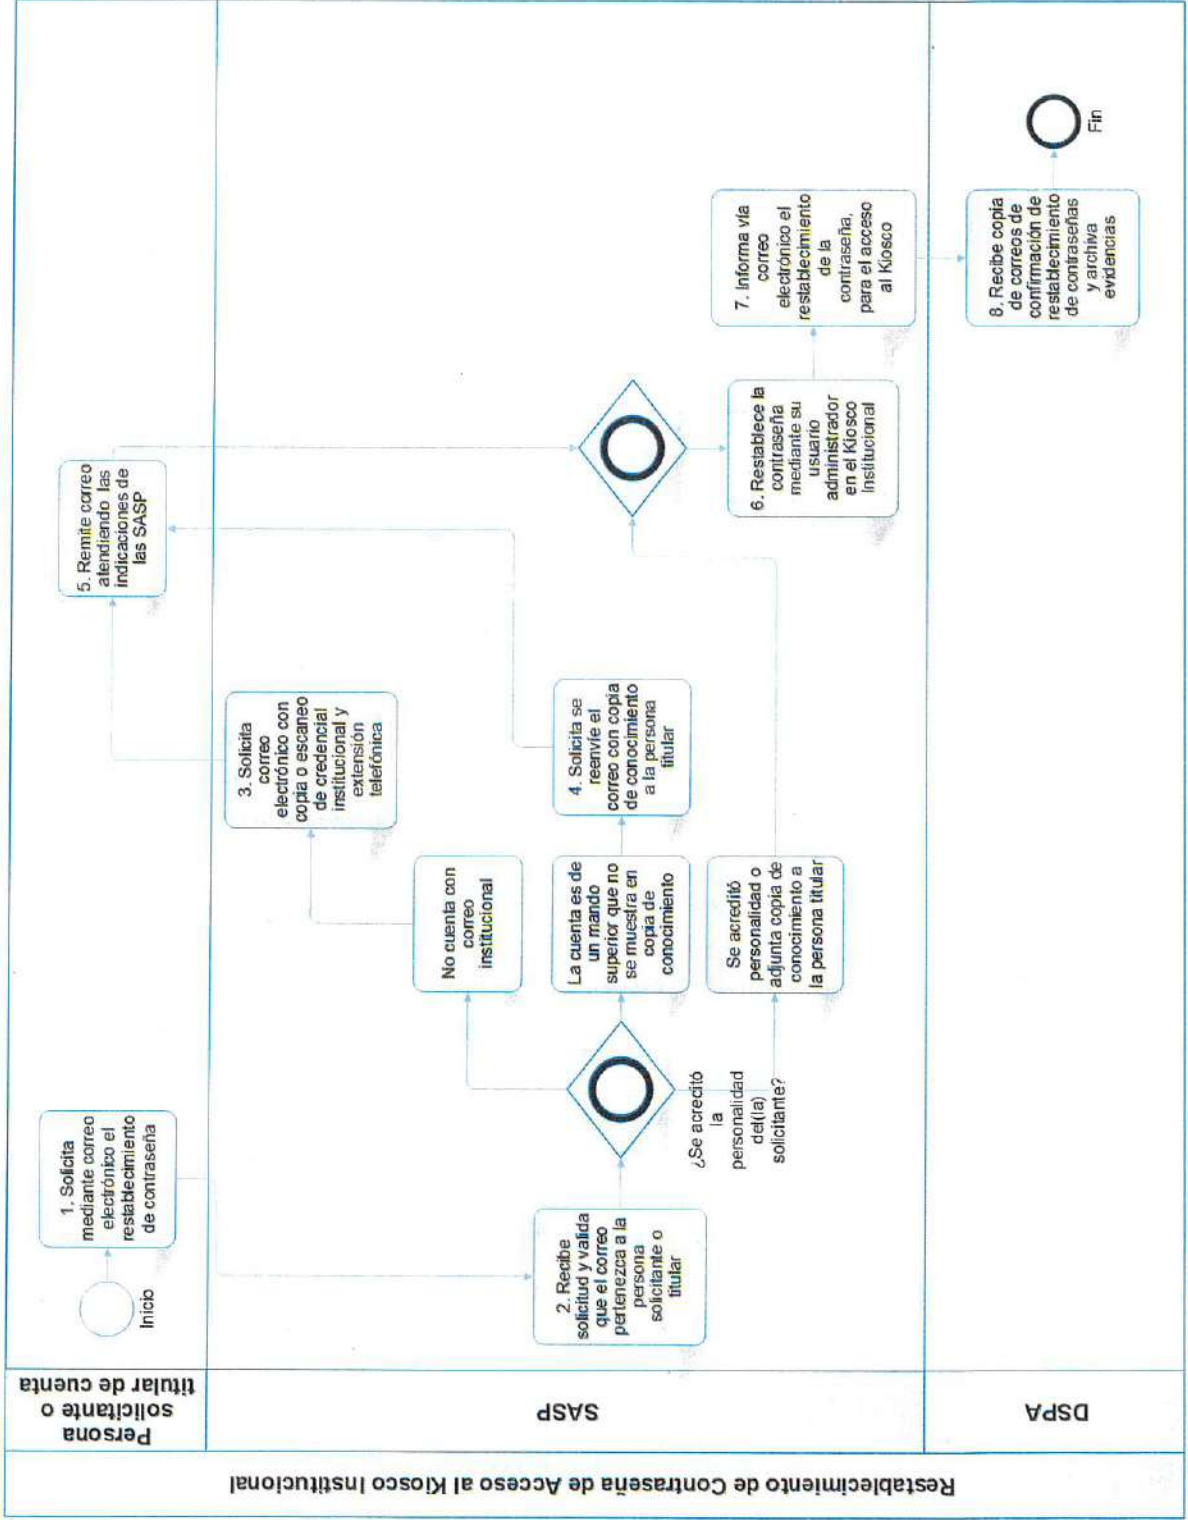 Restablecimiento de Contraseña de Acceso al Kiosco Institucional
Persona
solicitante o
titular de cuenta
SASP
DSPA
Inicio
1. Solicita
mediante correo
electrónico el
restablecimiento
de contraseña
2. Recibe
solicitud y valida
que el correo
pertenezca a la
persona
solicitante o
titular
¿Se acreditó
la
personalidad
del(la)
solicitante?
No cuenta con
correo
institucional
La cuenta es de
un mando
superior que no
se muestra en
copia de
conocimiento
Se acreditó
personalidad o
adjunta copia de
conocimiento a
la persona titular
3. Solicita
correo
electrónico con
copia o escaneo
de credencial
institucional y
extensión
telefónica
4. Solicita se
reenvíe el
correo con copia
de conocimiento
a la persona
titular
5. Remite correo
atendiendo las
indicaciones de
las SASP
6. Restablece la
contraseña
mediante su
usuario
administrador
en el Kiosco
Institucional
7. Informa vía
correo
electrónico el
restablecimiento
de la
contraseña,
para el acceso
al Kiosco
8. Recibe copia
de correos de
confirmación de
restablecimiento
de contraseñas
y archiva
evidencias
Fin